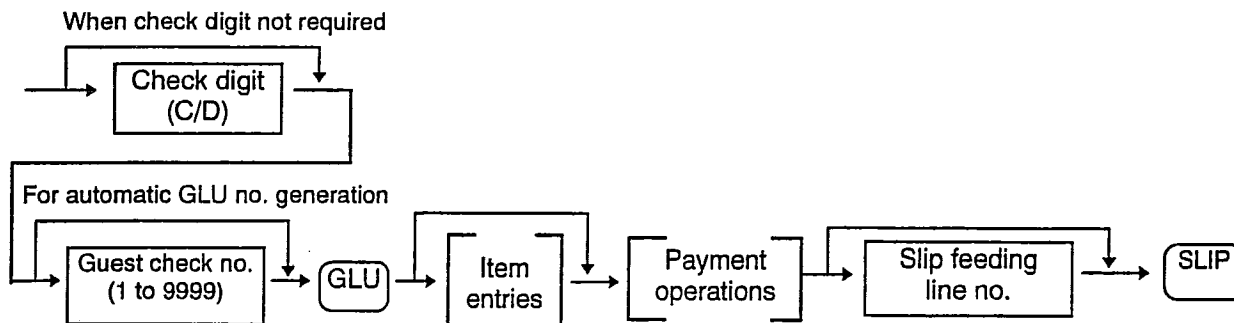 When check digit not required
Check digit
(C/D)
For automatic GLU no. generation
Guest check no.
(1 to 9999)
GLU
Item
entries
Payment
operations
Slip feeding
line no.
SLIP